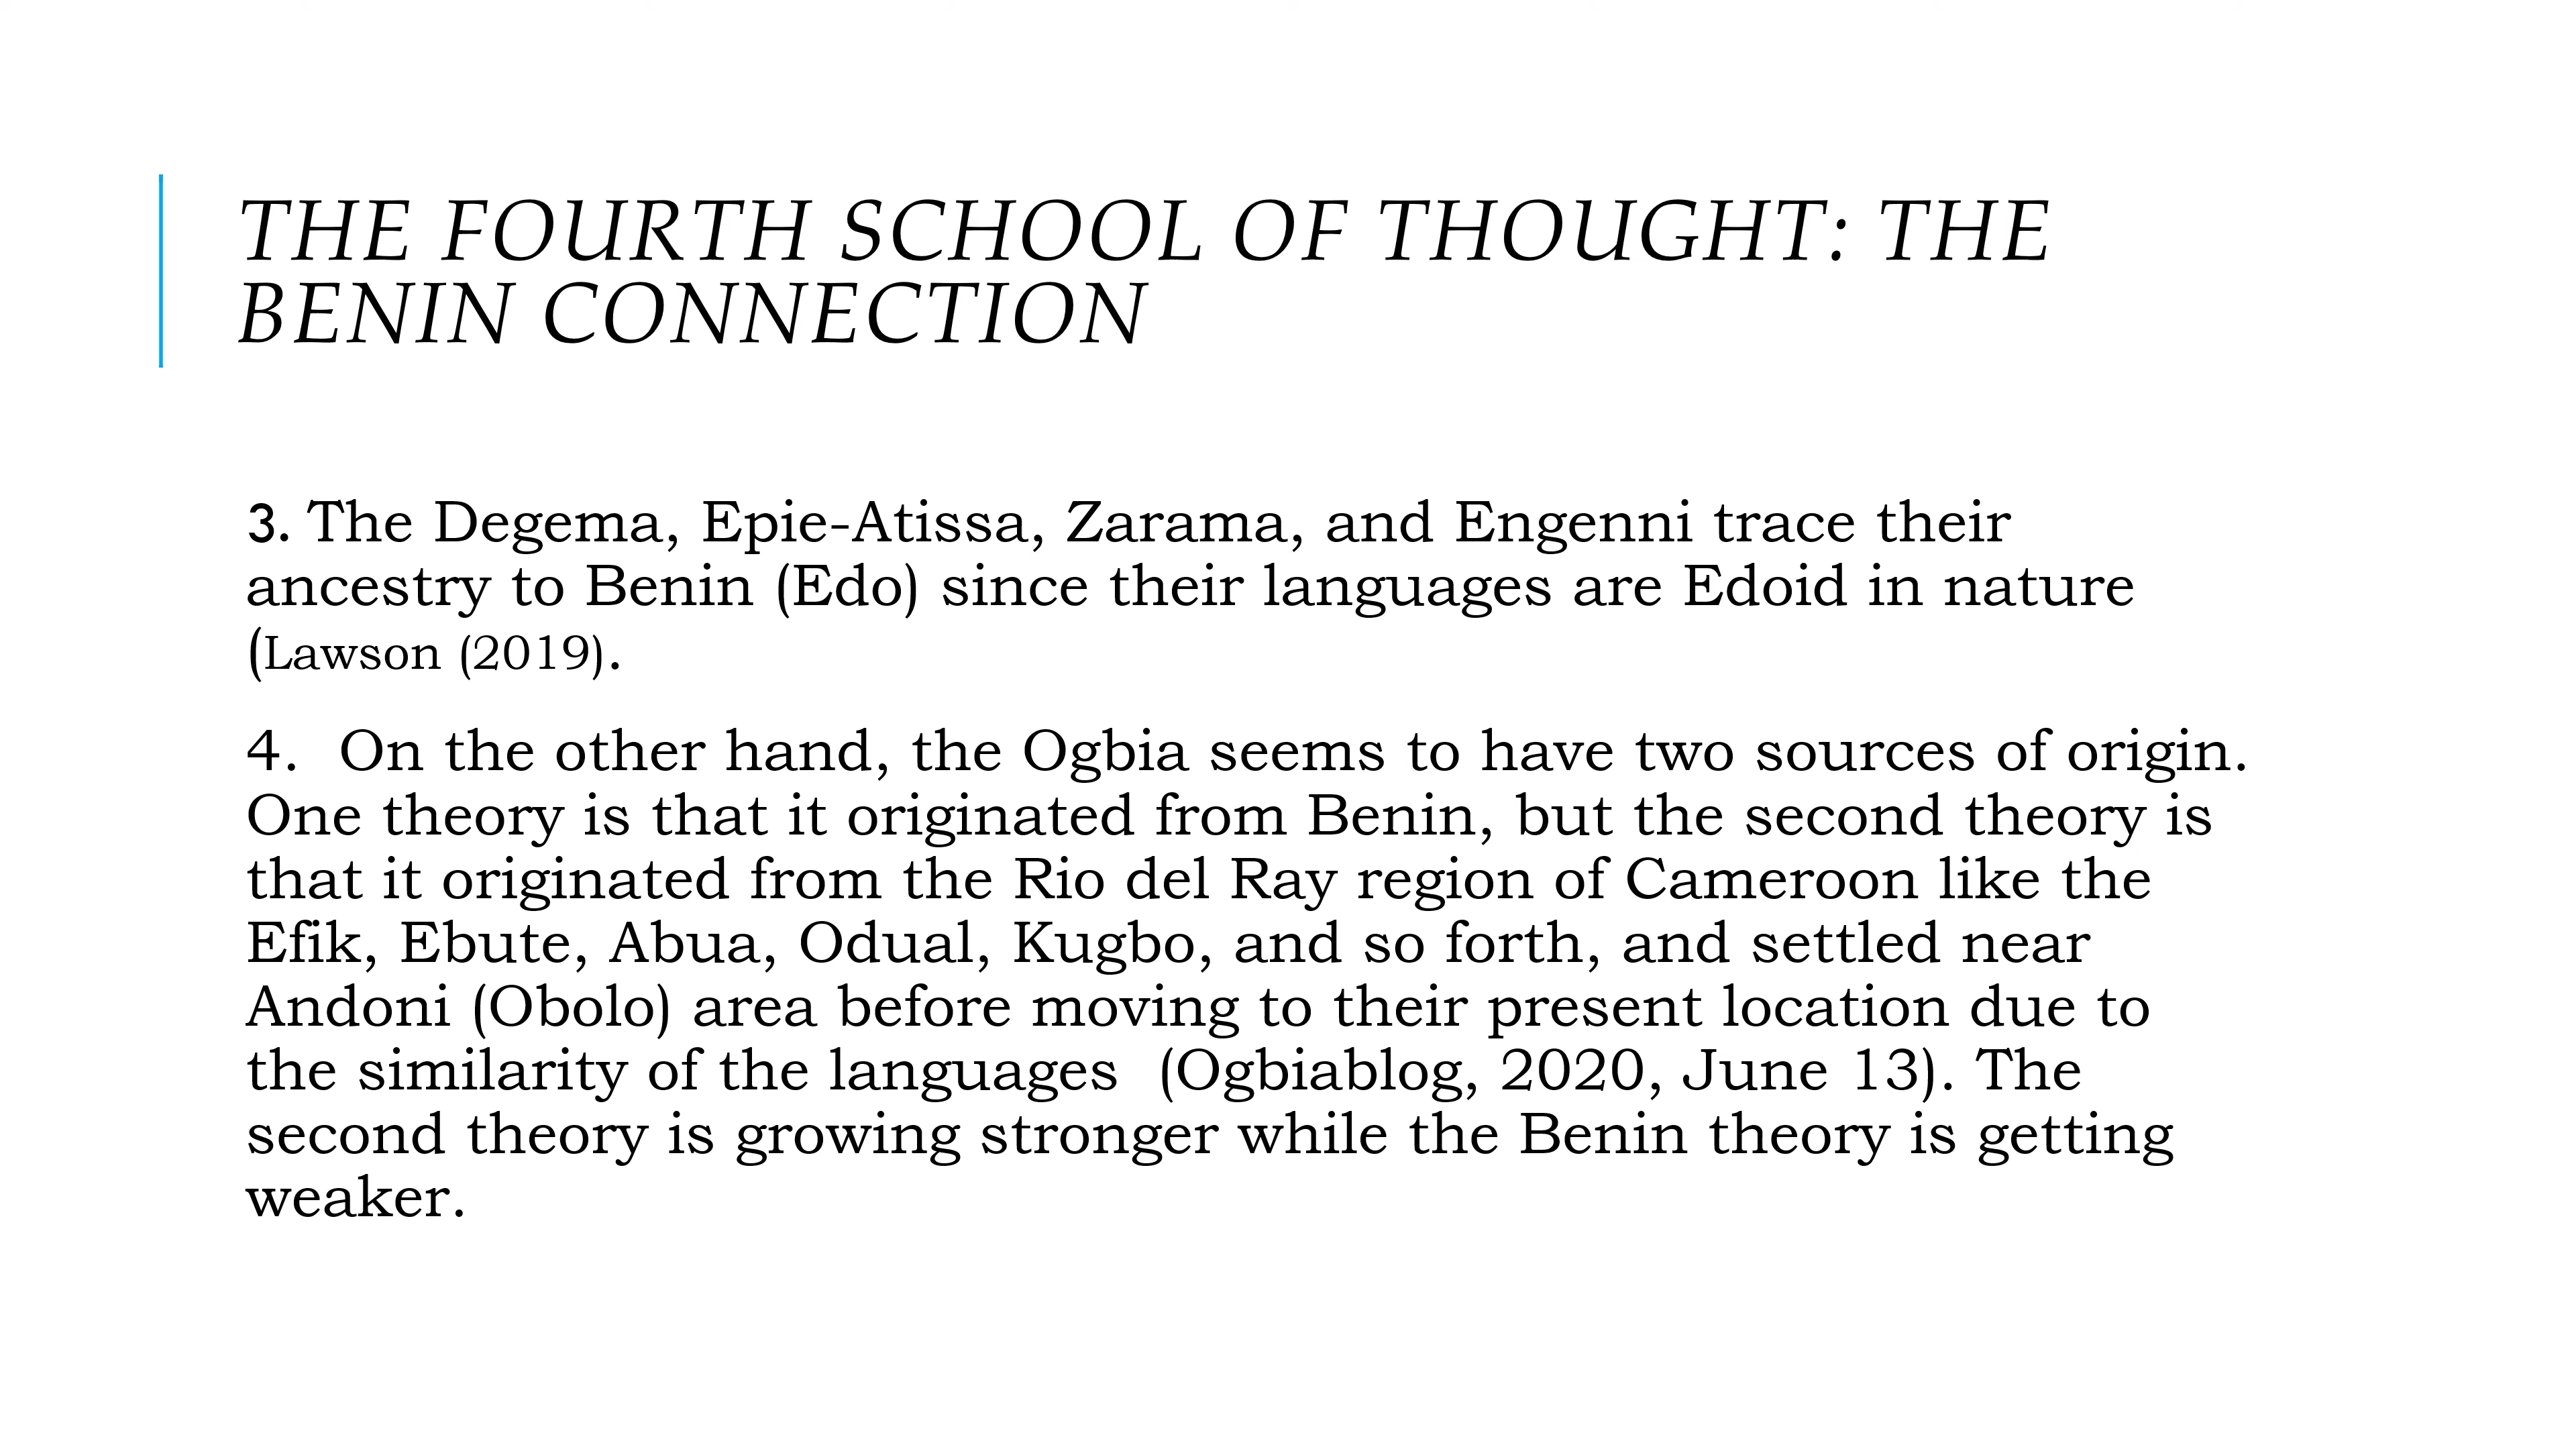 THE FOURTH SCHOOL OF THOUGHT: THE
BENIN CONNECTION
3. The Degema, Epie-Atissa, Zarama, and Engenni trace their
ancestry to Benin (Edo) since their languages are Edoid in nature
(Lawson (2019).
4.  On the other hand, the Ogbia seems to have two sources of origin.
One theory is that it originated from Benin, but the second theory is
that it originated from the Rio del Ray region of Cameroon like the
Efik, Ebute, Abua, Odual, Kugbo, and so forth, and settled near
Andoni (Obolo) area before moving to their present location due to
the similarity of the languages  (Ogbiablog, 2020, June 13). The
second theory is growing stronger while the Benin theory is getting
weaker.